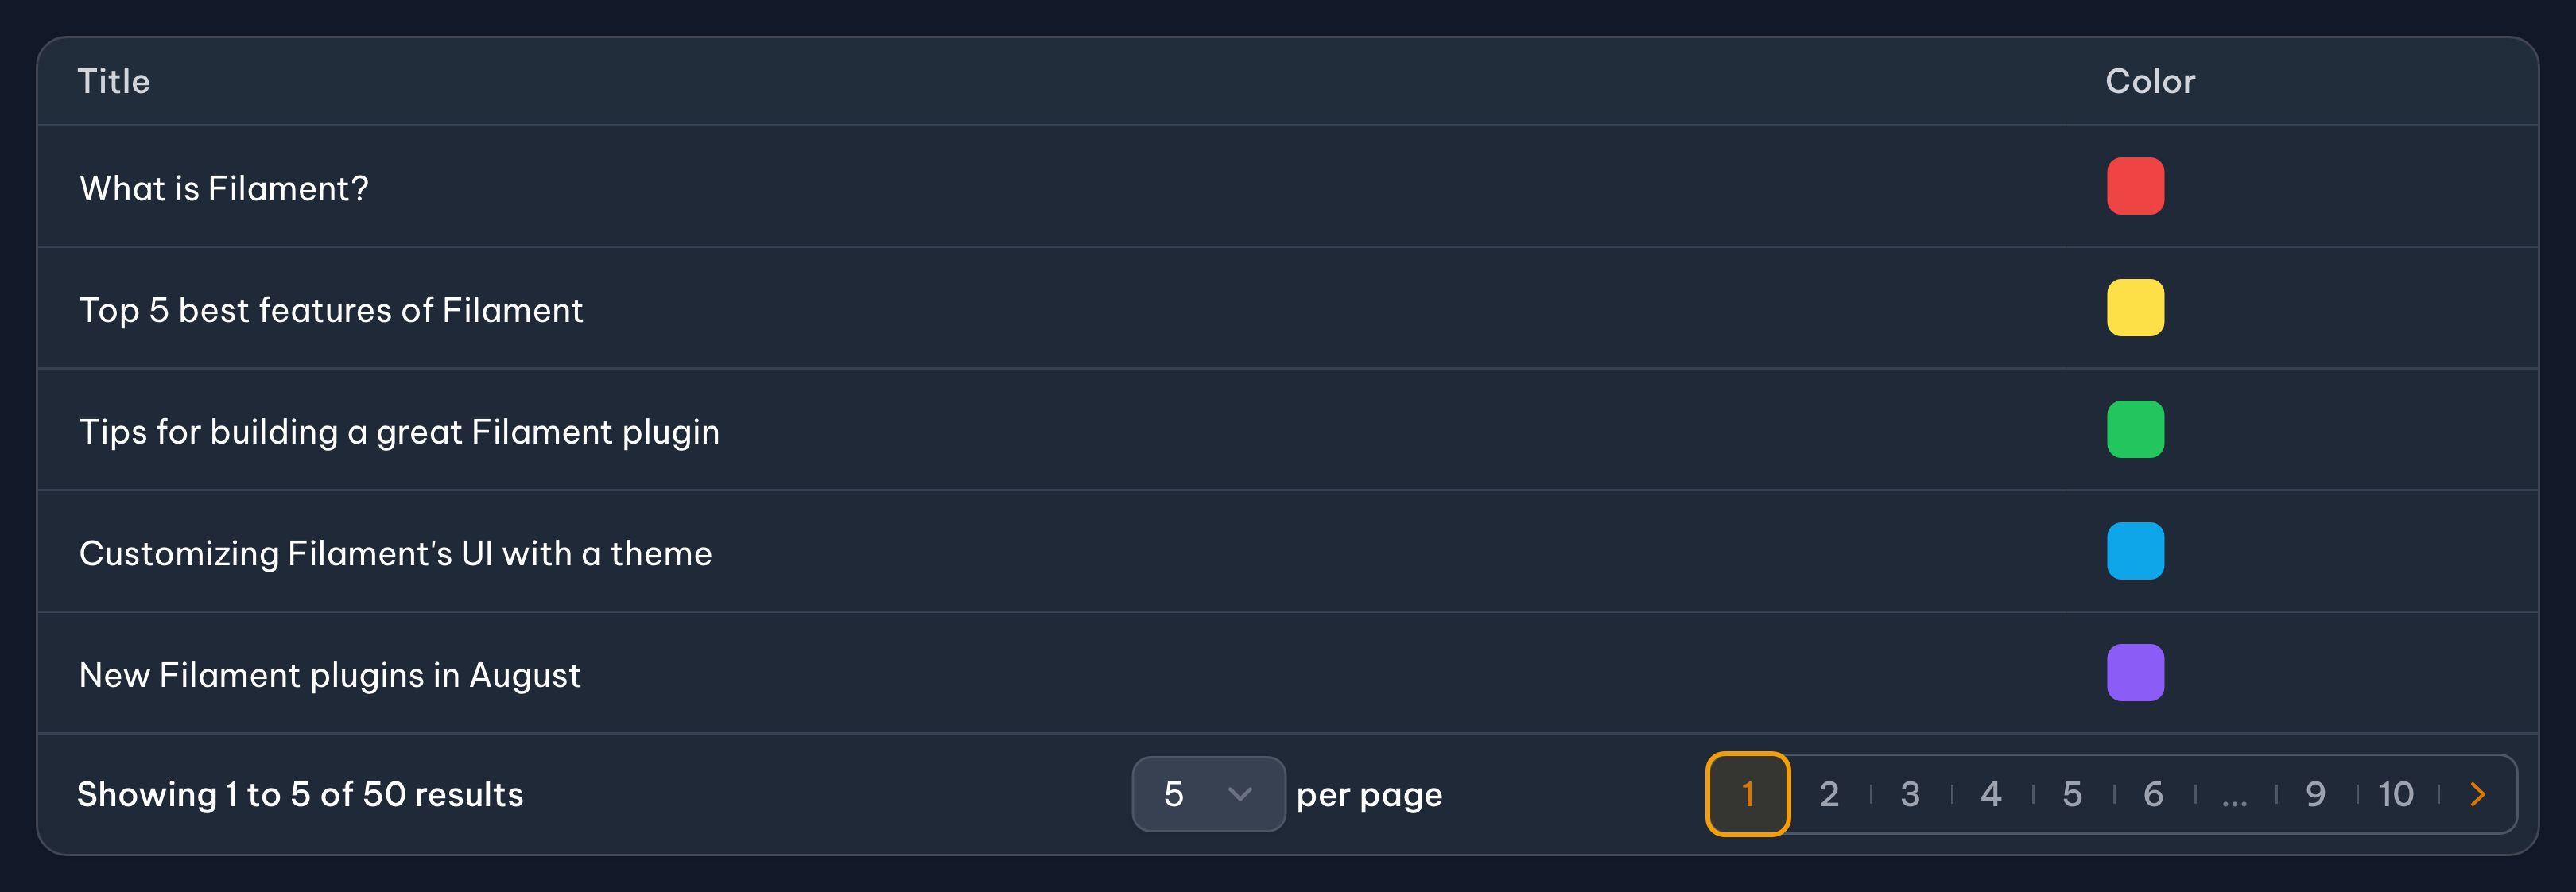 Title Color
What is Filament?
Top 5 best features of Filament
Tips for building a great Filament plugin
Customizing Filament's UI with a theme
New Filament plugins in August
Showing 1 to 5 of 50 results 5 per page 1 2 3 4 5 6 ... 9 10